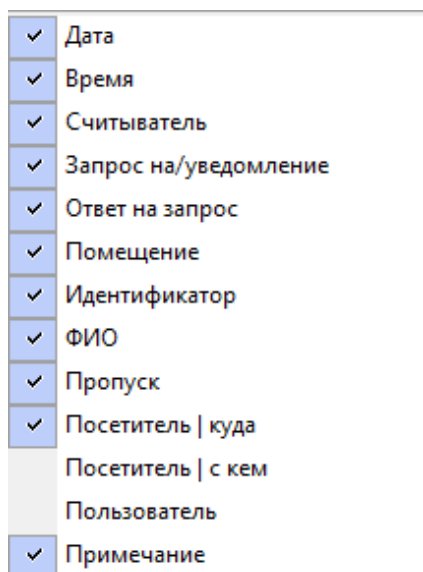 Дата
Время
Считыватель
Запрос на/уведомление
Ответ на запрос
Помещение
Идентификатор
ФИО
Пропуск
Посетитель | куда
Посетитель | с кем
Пользователь
Примечание